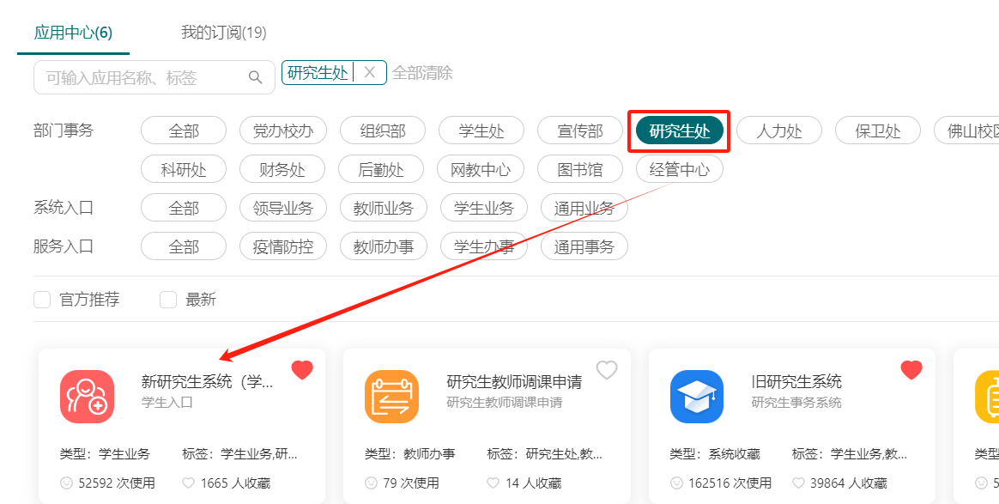 应用中心(6) 我的订阅(19)
可输入应用名称、标签 研究生处 全部清除
部门事务 全部 党办校办 组织部 学生处 宣传部 研究生处 人力处 保卫处 佛山校区
科研处 财务处 后勤处 网教中心 图书馆 经管中心
系统入口 全部 领导业务 教师业务 学生业务 通用业务
服务入口 全部 疫情防控 教师办事 学生办事 通用事务
官方推荐 最新
新研究生系统（学...
学生入口
类型：学生业务 标签：学生业务,研...
52592 次使用 1665 人收藏
研究生教师调课申请
研究生教师调课申请
类型：教师办事 标签：研究生处,教...
79 次使用 14 人收藏
旧研究生系统
研究生事务系统
类型：系统收藏 标签：学生业务,教...
162516 次使用 39864 人收藏
类型
5